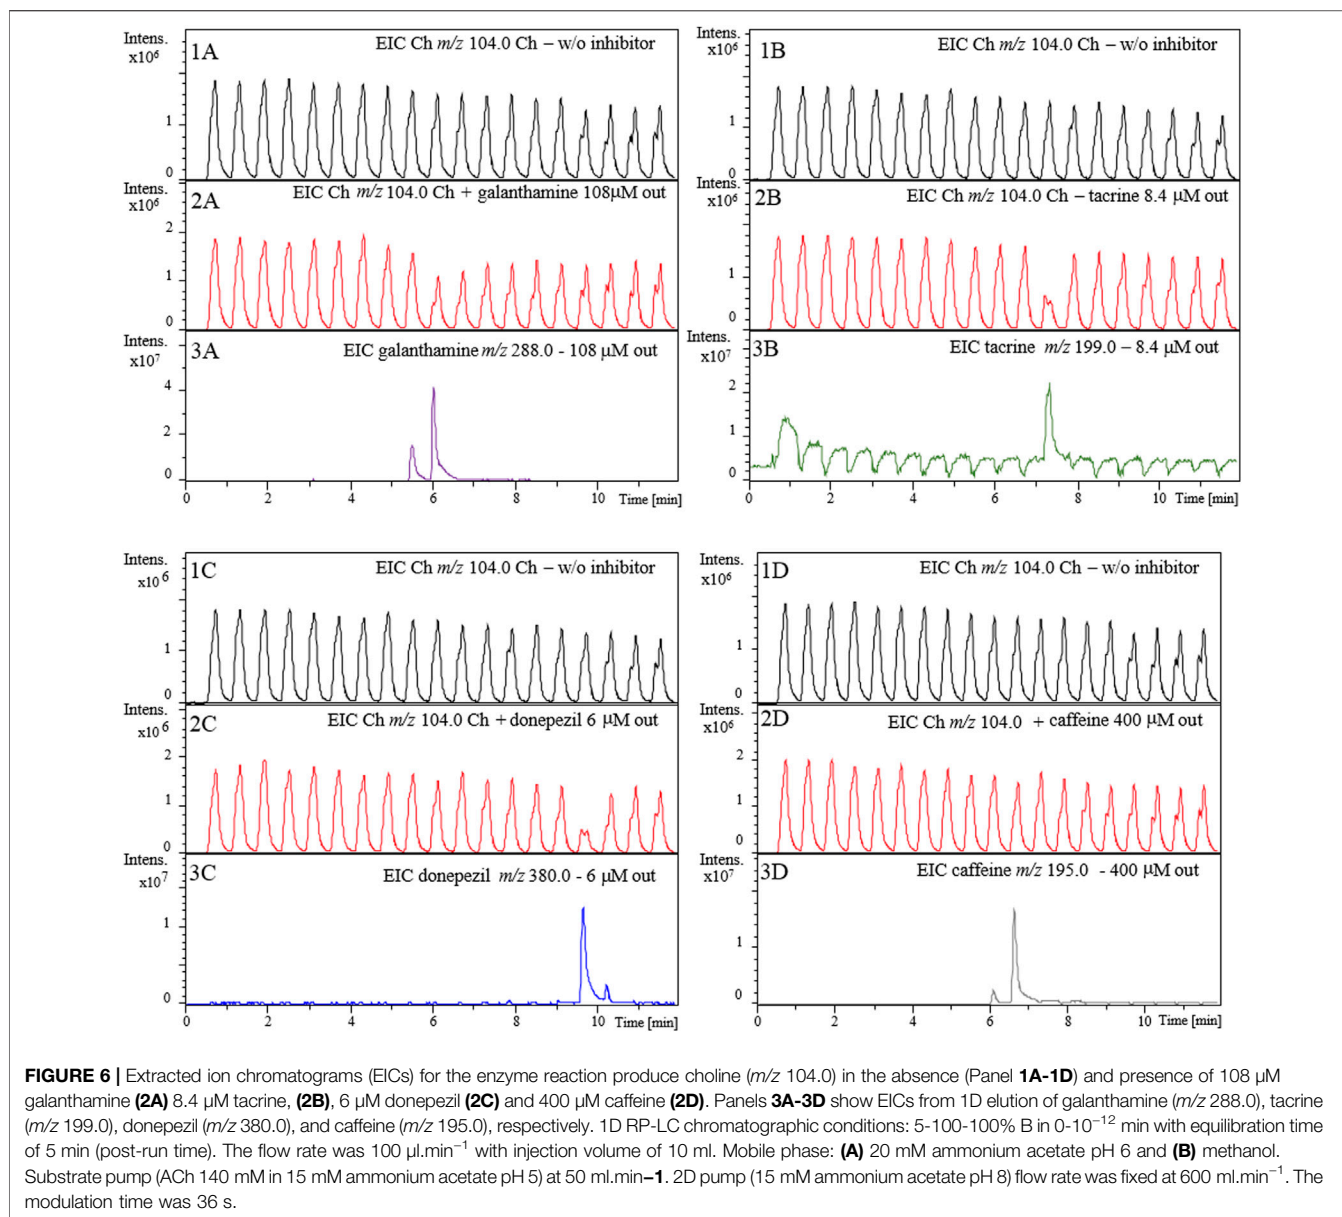 Intens.
x10⁶
1A
EIC Ch m/z 104.0 Ch – w/o inhibitor
1
0
Intens.
x10⁶
2A
EIC Ch m/z 104.0 Ch + galanthamine 108µM out
2
1
0
Intens.
x10⁷
3A
EIC galanthamine m/z 288.0 - 108 µM out
4
2
0
0 2 4 6 8 10 Time [min]
Intens.
x10⁶
1B
EIC Ch m/z 104.0 Ch – w/o inhibitor
1
0
Intens.
x10⁶
2B
EIC Ch m/z 104.0 Ch – tacrine 8.4 µM out
1
0
Intens.
x10⁷
3B
EIC tacrine m/z 199.0 – 8.4 µM out
2
1
0
0 2 4 6 8 10 Time [min]
Intens.
x10⁶
1C
EIC Ch m/z 104.0 Ch – w/o inhibitor
1
0
Intens.
x10⁶
2C
EIC Ch m/z 104.0 Ch + donepezil 6 µM out
2
1
0
Intens.
x10⁷
3C
EIC donepezil m/z 380.0 - 6 µM out
1
0
0 2 4 6 8 10 Time [min]
Intens.
x10⁶
1D
EIC Ch m/z 104.0 Ch – w/o inhibitor
1
0
Intens.
x10⁶
2D
EIC Ch m/z 104.0 + caffeine 400 µM out
2
1
0
Intens.
x10⁷
3D
EIC caffeine m/z 195.0 - 400 µM out
1
0
0 2 4 6 8 10 Time [min]
FIGURE 6 | Extracted ion chromatograms (EICs) for the enzyme reaction produce choline (m/z 104.0) in the absence (Panel 1A-1D) and presence of 108 µM
galanthamine (2A) 8.4 µM tacrine, (2B), 6 µM donepezil (2C) and 400 µM caffeine (2D). Panels 3A-3D show EICs from 1D elution of galanthamine (m/z 288.0), tacrine
(m/z 199.0), donepezil (m/z 380.0), and caffeine (m/z 195.0), respectively. 1D RP-LC chromatographic conditions: 5-100-100% B in 0-10⁻¹² min with equilibration time
of 5 min (post-run time). The flow rate was 100 µl.min⁻¹ with injection volume of 10 ml. Mobile phase: (A) 20 mM ammonium acetate pH 6 and (B) methanol.
Substrate pump (ACh 140 mM in 15 mM ammonium acetate pH 5) at 50 ml.min–1. 2D pump (15 mM ammonium acetate pH 8) flow rate was fixed at 600 ml.min⁻¹. The
modulation time was 36 s.